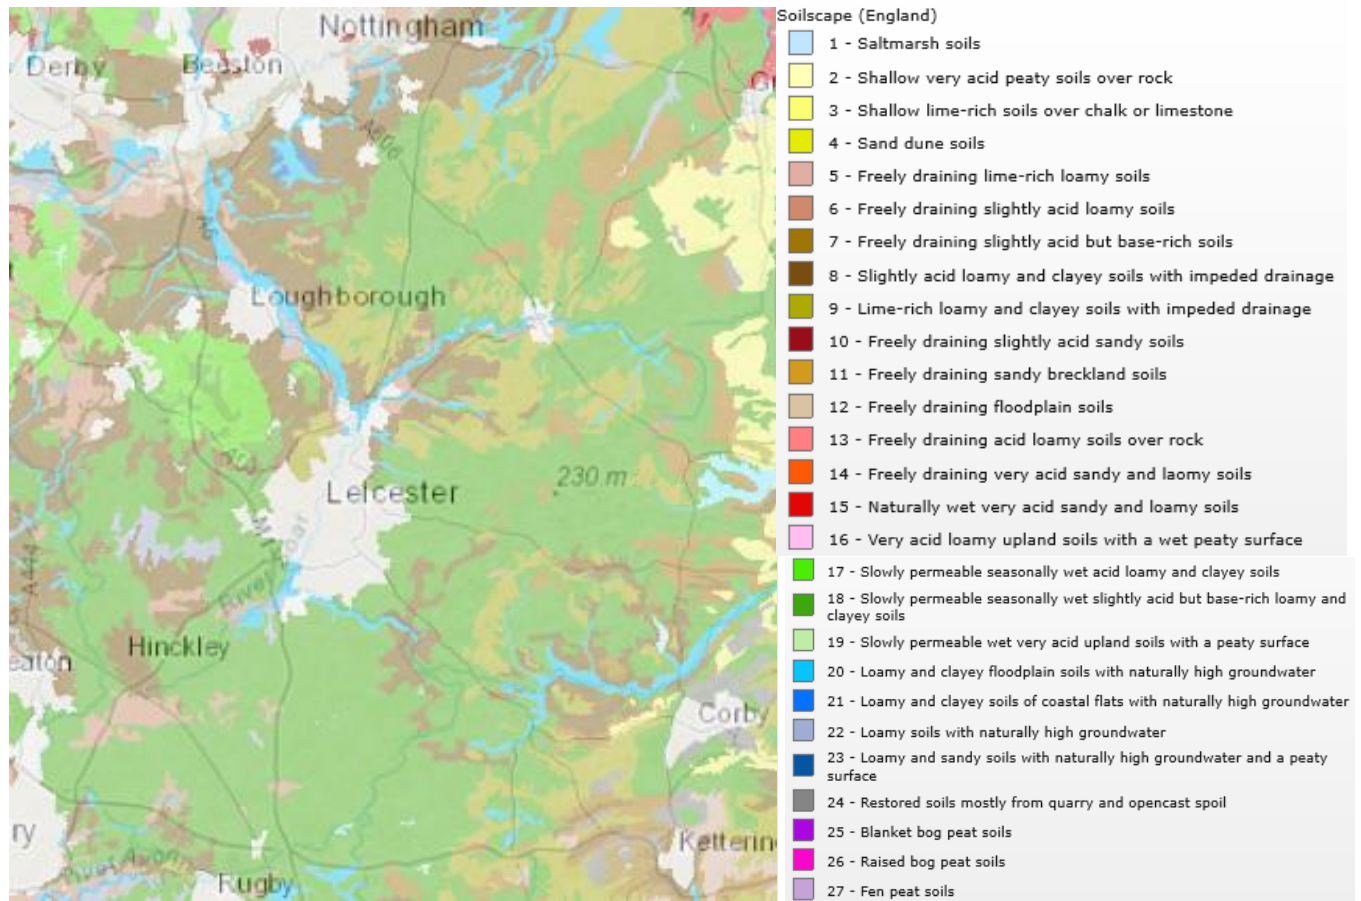 Nottingham
Derby
Beeston
Gr
A606
Loughborough
230 m
Leicester
A444
Hinckley
eaton
Corby
ry
Ketterin
River Avon
Rugby
Soilscape (England)
1 - Saltmarsh soils
2 - Shallow very acid peaty soils over rock
3 - Shallow lime-rich soils over chalk or limestone
4 - Sand dune soils
5 - Freely draining lime-rich loamy soils
6 - Freely draining slightly acid loamy soils
7 - Freely draining slightly acid but base-rich soils
8 - Slightly acid loamy and clayey soils with impeded drainage
9 - Lime-rich loamy and clayey soils with impeded drainage
10 - Freely draining slightly acid sandy soils
11 - Freely draining sandy breckland soils
12 - Freely draining floodplain soils
13 - Freely draining acid loamy soils over rock
14 - Freely draining very acid sandy and laomy soils
15 - Naturally wet very acid sandy and loamy soils
16 - Very acid loamy upland soils with a wet peaty surface
17 - Slowly permeable seasonally wet acid loamy and clayey soils
18 - Slowly permeable seasonally wet slightly acid but base-rich loamy and
clayey soils
19 - Slowly permeable wet very acid upland soils with a peaty surface
20 - Loamy and clayey floodplain soils with naturally high groundwater
21 - Loamy and clayey soils of coastal flats with naturally high groundwater
22 - Loamy soils with naturally high groundwater
23 - Loamy and sandy soils with naturally high groundwater and a peaty
surface
24 - Restored soils mostly from quarry and opencast spoil
25 - Blanket bog peat soils
26 - Raised bog peat soils
27 - Fen peat soils